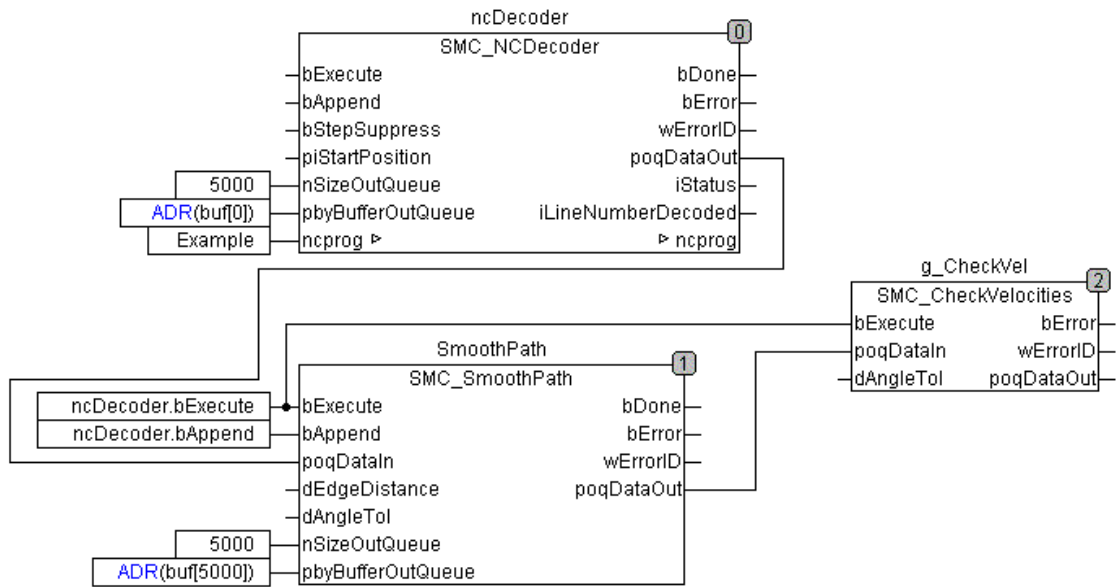 ncDecoder
0
SMC_NCDecoder
bExecute bDone
bAppend bError
bStepSuppress wErrorID
piStartPosition poqDataOut
5000 nSizeOutQueue iStatus
ADR(buf[0]) pbyBufferOutQueue iLineNumberDecoded
Example ncprog ▹ ▹ ncprog
g_CheckVel
2
SMC_CheckVelocities
bExecute bError
poqDataIn wErrorID
dAngleTol poqDataOut
SmoothPath
1
SMC_SmoothPath
ncDecoder.bExecute bExecute bDone
ncDecoder.bAppend bAppend bError
poqDataIn wErrorID
dEdgeDistance poqDataOut
dAngleTol
5000 nSizeOutQueue
ADR(buf[5000]) pbyBufferOutQueue